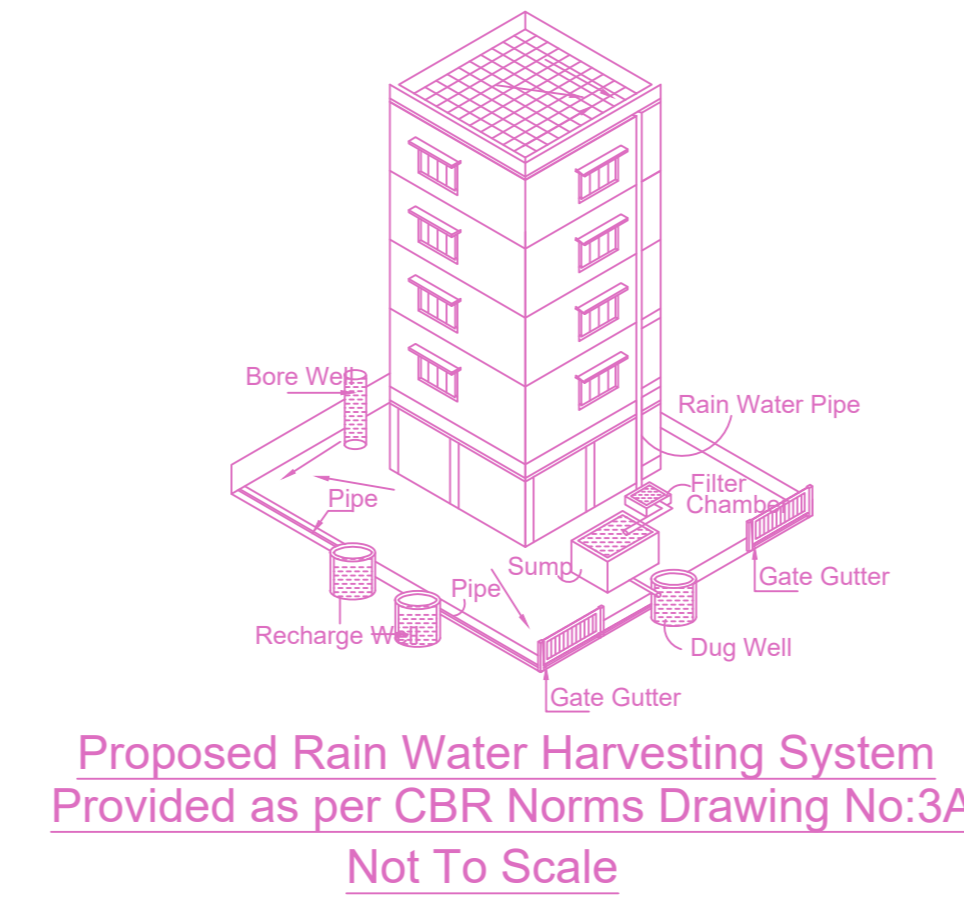 Bore Well
Rain Water Pipe
Filter
Chamber
Pipe
Sump
Gate Gutter
Pipe
Recharge Well
Dug Well
Gate Gutter
Proposed Rain Water Harvesting System
Provided as per CBR Norms Drawing No:3A
Not To Scale